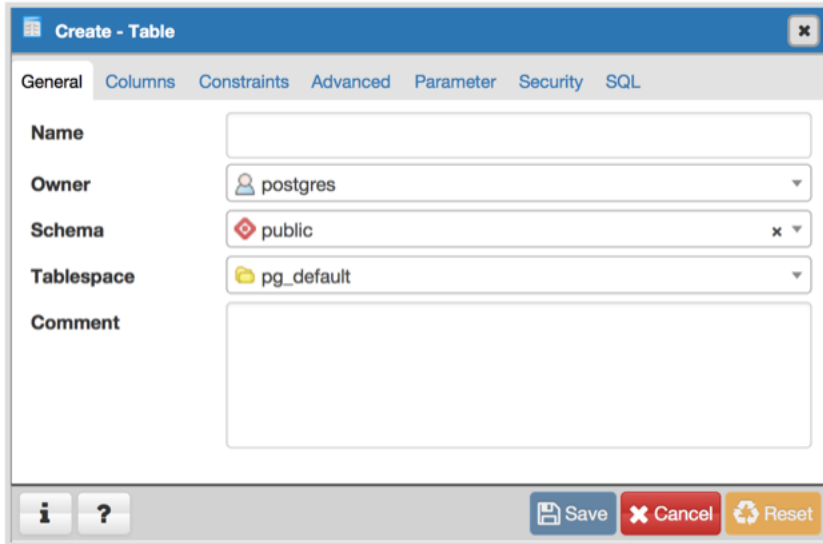 Create - Table
General Columns Constraints Advanced Parameter Security SQL
Name
Owner postgres
Schema public
Tablespace pg_default
Comment
i ? Save Cancel Reset